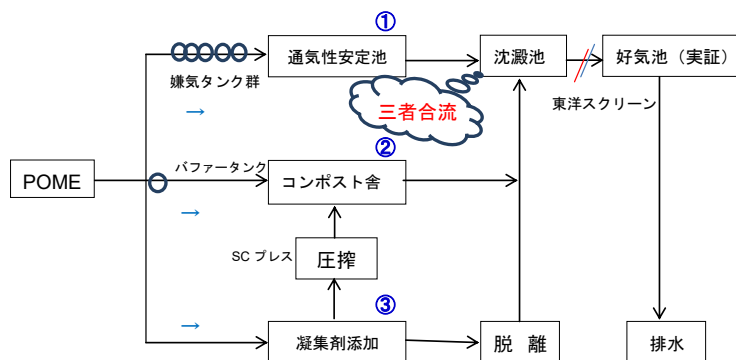 ①
通気性安定池
沈澱池
好気池（実証）
嫌気タンク群
→
三者合流
東洋スクリーン
②
バファータンク
POME
コンポスト舎
→
SC プレス
圧搾
③
→
凝集剤添加
脱 離
排水